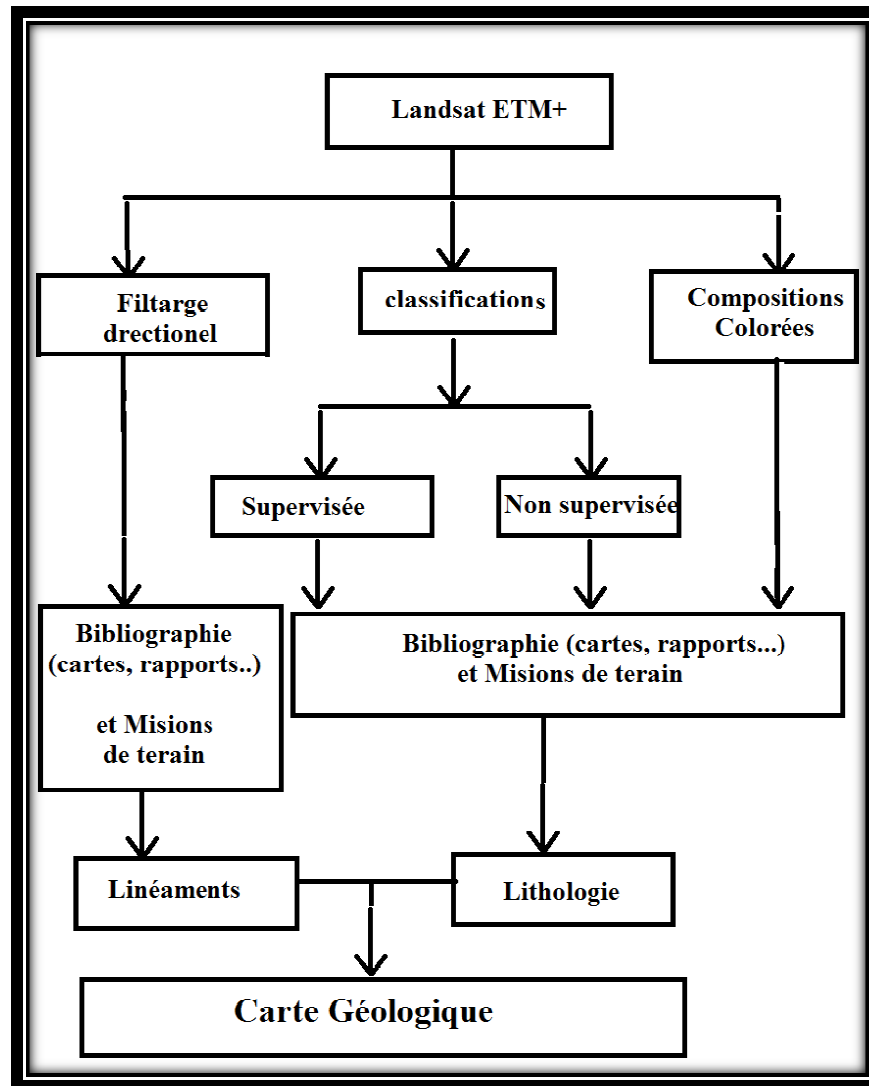 Landsat ETM+
Filtarge
drectionel
classifications
Compositions
Colorées
Supervisée
Non supervisée
Bibliographie
(cartes, rapports..)
et Misions
de terain
Bibliographie (cartes, rapports...)
et Misions de terain
Linéaments
Lithologie
Carte Géologique